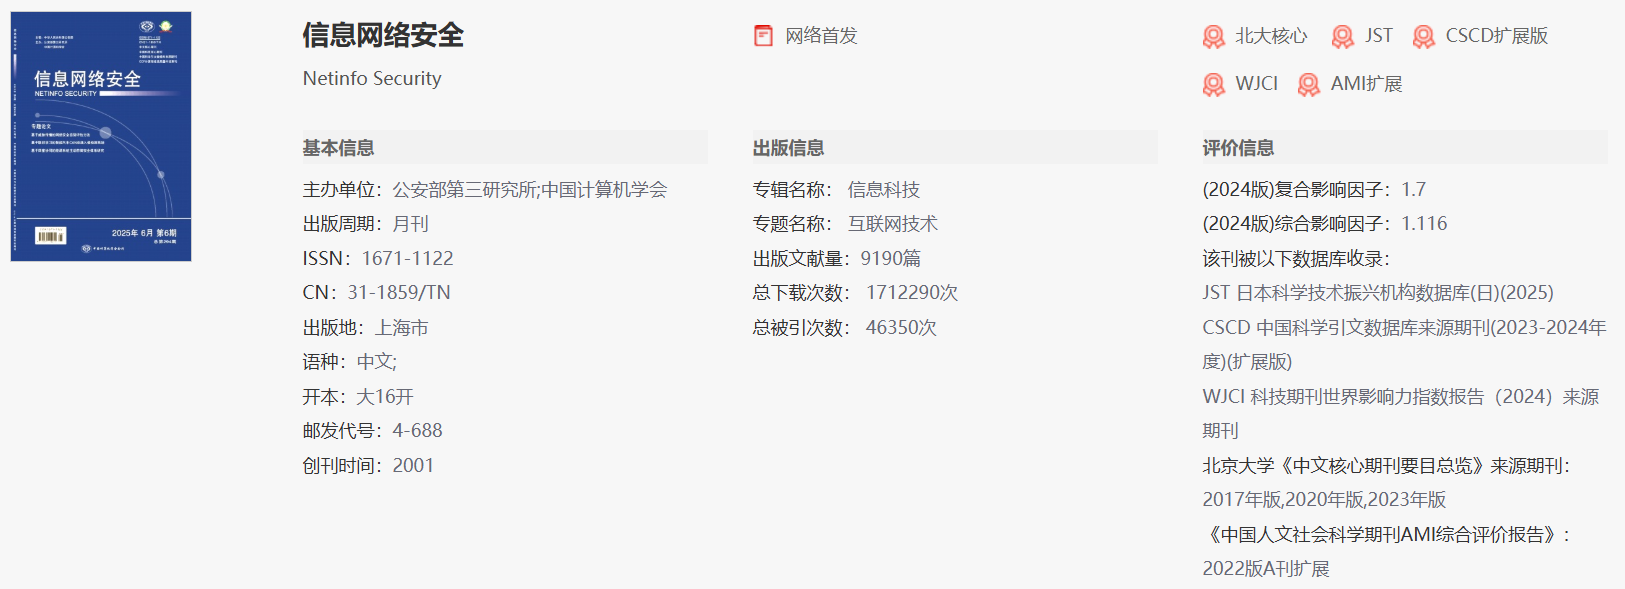 信息网络安全
NETINFO SECURITY
专题论文
2025年 6月 第6期
信息网络安全
Netinfo Security
网络首发
北大核心 JST CSCD扩展版
WJCI AMI扩展
基本信息
主办单位：公安部第三研究所;中国计算机学会
出版周期：月刊
ISSN：1671-1122
CN：31-1859/TN
出版地：上海市
语种：中文;
开本：大16开
邮发代号：4-688
创刊时间：2001
出版信息
专辑名称：信息科技
专题名称：互联网技术
出版文献量：9190篇
总下载次数：1712290次
总被引次数：46350次
评价信息
(2024版)复合影响因子：1.7
(2024版)综合影响因子：1.116
该刊被以下数据库收录：
JST 日本科学技术振兴机构数据库(日)(2025)
CSCD 中国科学引文数据库来源期刊(2023-2024年
度)(扩展版)
WJCI 科技期刊世界影响力指数报告（2024）来源
期刊
北京大学《中文核心期刊要目总览》来源期刊：
2017年版,2020年版,2023年版
《中国人文社会科学期刊AMI综合评价报告》：
2022版A刊扩展